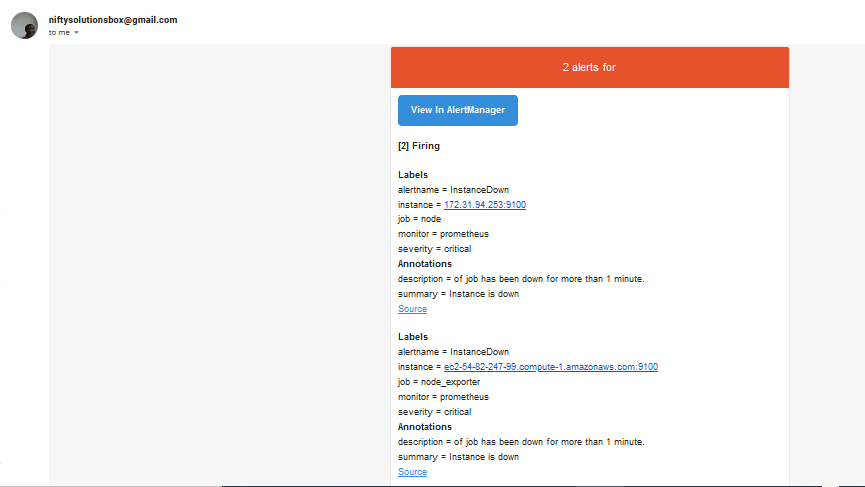 niftysolutionsbox@gmail.com
to me
2 alerts for
View In AlertManager
[2] Firing
Labels
alertname = InstanceDown
instance = 172.31.94.253:9100
job = node
monitor = prometheus
severity = critical
Annotations
description = of job has been down for more than 1 minute.
summary = Instance is down
Source
Labels
alertname = InstanceDown
instance = ec2-54-82-247-99.compute-1.amazonaws.com:9100
job = node_exporter
monitor = prometheus
severity = critical
Annotations
description = of job has been down for more than 1 minute.
summary = Instance is down
Source